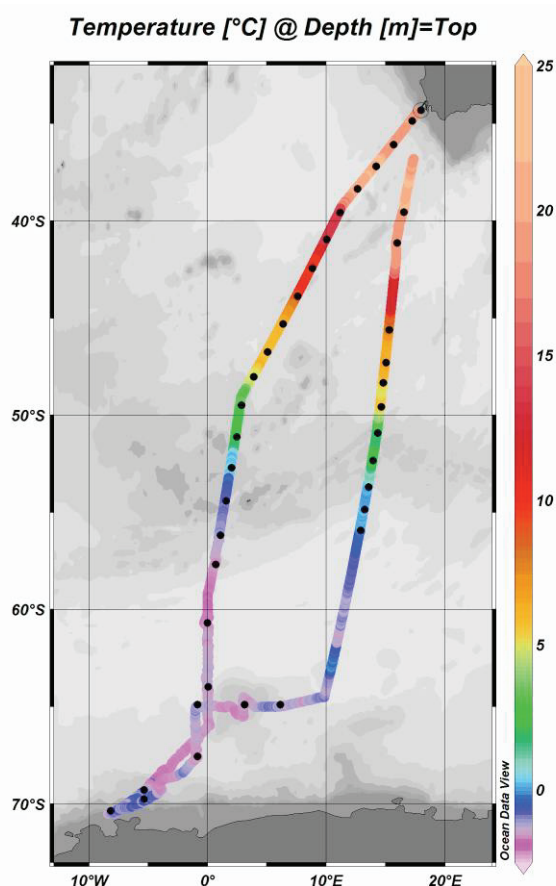 Temperature [°C] @ Depth [m]=Top
25
20
15
10
5
0
40°S
50°S
60°S
70°S
10°W
0°
10°E
20°E
Ocean Data View